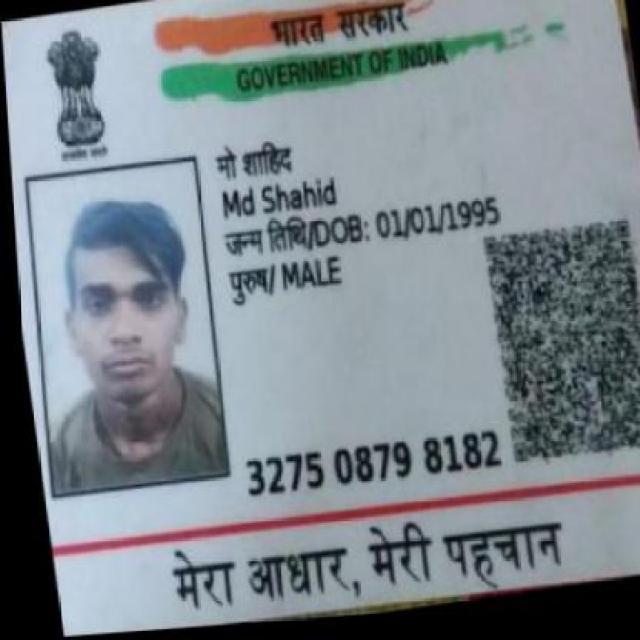 भारत सरकार
GOVERNMENT OF INDIA
मो शाहिद
Md Shahid
जन्म तिथि/DOB: 01/01/1995
पुरुष/ MALE
3275 0879 8182
मेरा आधार, मेरी पहचान